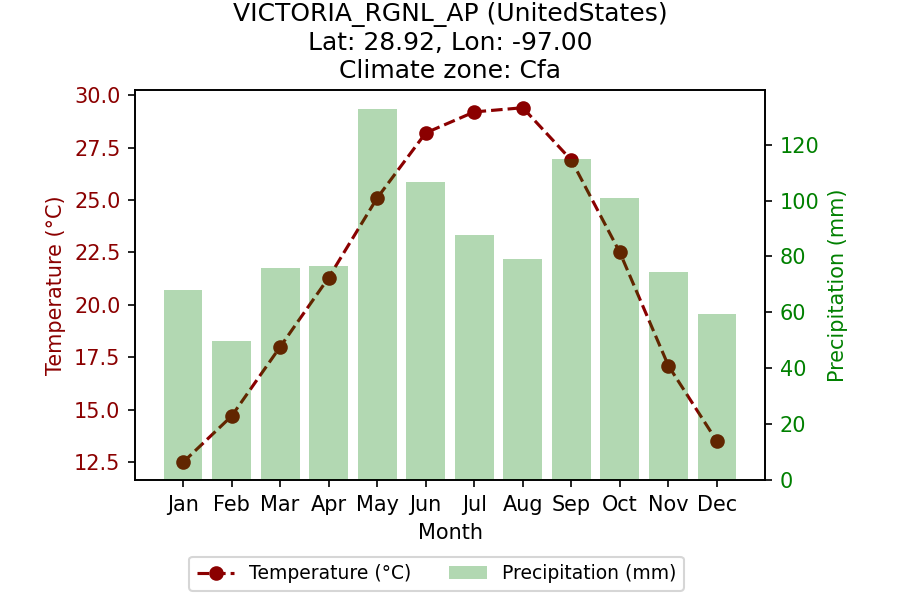 VICTORIA_RGNL_AP (UnitedStates)
Lat: 28.92, Lon: -97.00
Climate zone: Cfa
30.0
27.5
25.0
22.5
20.0
17.5
15.0
12.5
Temperature (°C)
120
100
80
60
40
20
0
Precipitation (mm)
Jan Feb Mar Apr May Jun Jul Aug Sep Oct Nov Dec
Month
Temperature (°C) Precipitation (mm)